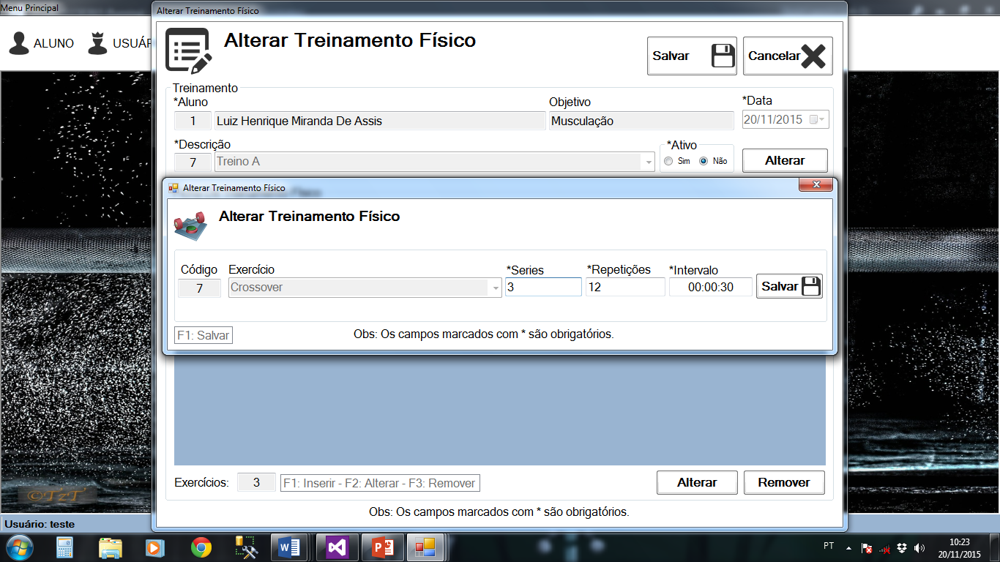 Menu Principal
Alterar Treinamento Físico
ALUNO
USUÁR
Alterar Treinamento Físico
Salvar
Cancelar
Treinamento
*Aluno
Objetivo
*Data
1
Luiz Henrique Miranda De Assis
Musculação
20/11/2015
*Descrição
*Ativo
7
Treino A
Sim
Não
Alterar
Alterar Treinamento Físico
Alterar Treinamento Físico
Código
Exercício
*Series
*Repetições
*Intervalo
7
Crossover
3
12
00:00:30
Salvar
F1: Salvar
Obs: Os campos marcados com * são obrigatórios.
Exercícios:
3
F1: Inserir - F2: Alterar - F3: Remover
Alterar
Remover
Obs: Os campos marcados com * são obrigatórios.
©TzT
Usuário: teste
PT
10:23
20/11/2015